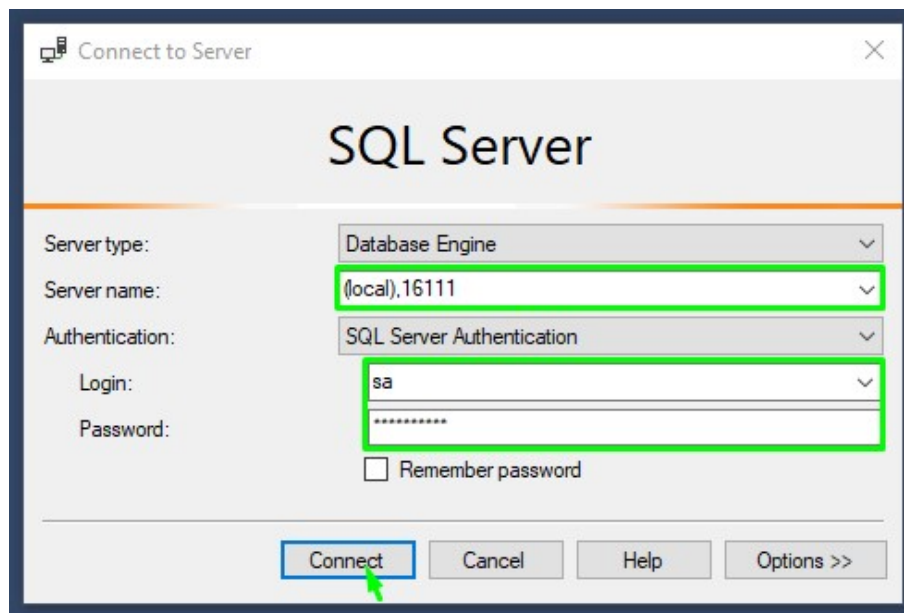 Connect to Server
SQL Server
Server type: Database Engine
Server name: (local),16111
Authentication: SQL Server Authentication
Login: sa
Password: **********
Remember password
Connect Cancel Help Options >>